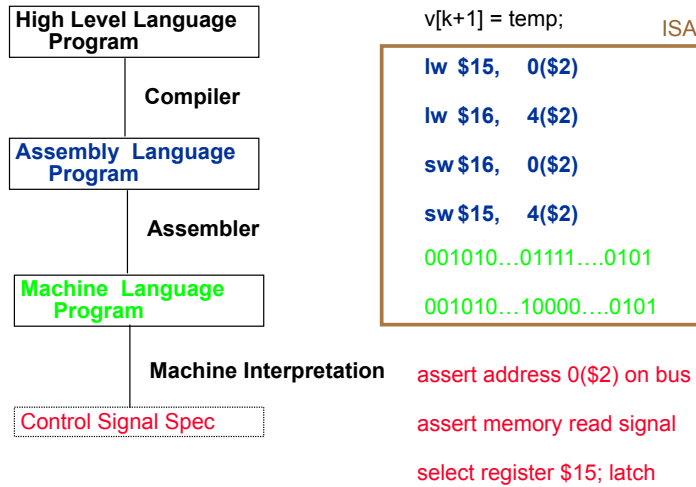 High Level Language
Program
Compiler
Assembly Language
Program
Assembler
Machine Language
Program
Machine Interpretation
Control Signal Spec
v[k+1] = temp;
ISA
lw $15, 0($2)
lw $16, 4($2)
sw $16, 0($2)
sw $15, 4($2)
001010…01111….0101
001010…10000….0101
assert address 0($2) on bus
assert memory read signal
select register $15; latch